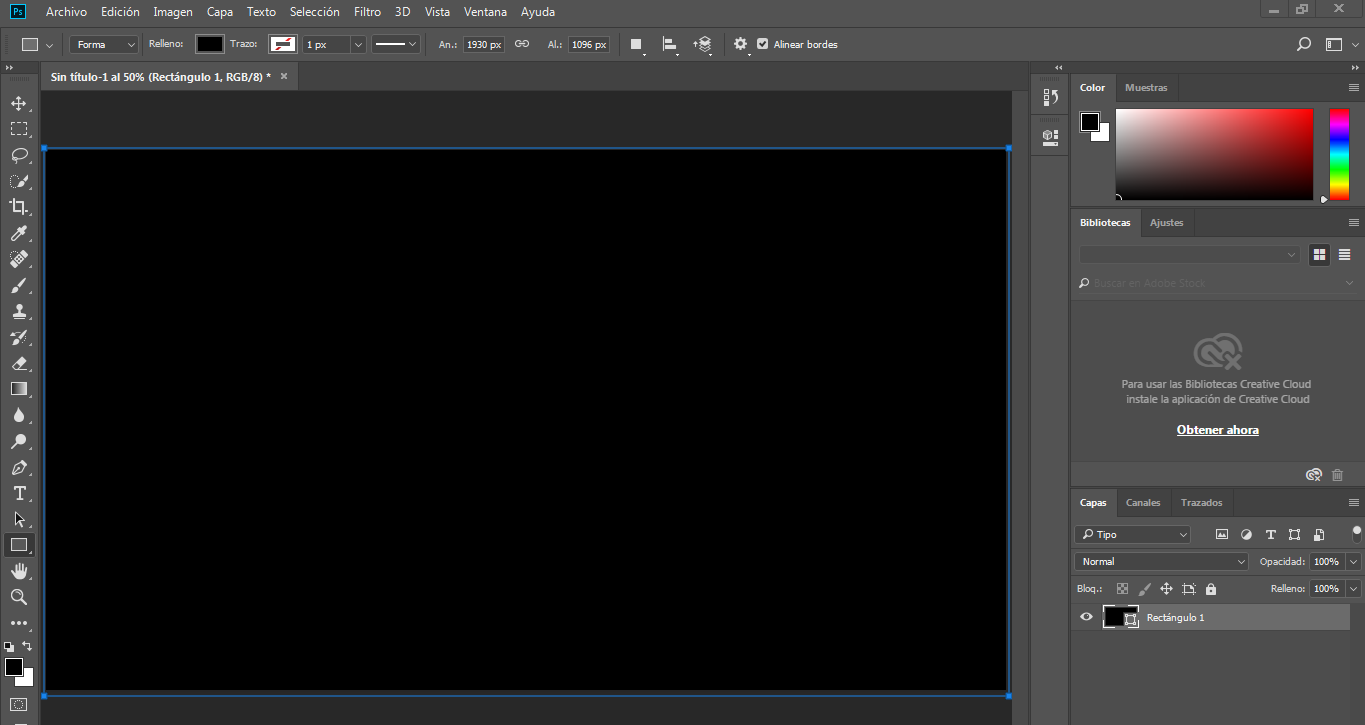 Ps Archivo Edición Imagen Capa Texto Selección Filtro 3D Vista Ventana Ayuda
Forma Relleno: Trazo: 1 px An.: 1930 px Al.: 1096 px Alinear bordes
Sin título-1 al 50% (Rectángulo 1, RGB/8) * ×
Color Muestras
Bibliotecas Ajustes
Buscar en Adobe Stock
Para usar las Bibliotecas Creative Cloud
instale la aplicación de Creative Cloud
Obtener ahora
Capas Canales Trazados
Tipo
Normal Opacidad: 100%
Bloq.: Relleno: 100%
Rectángulo 1